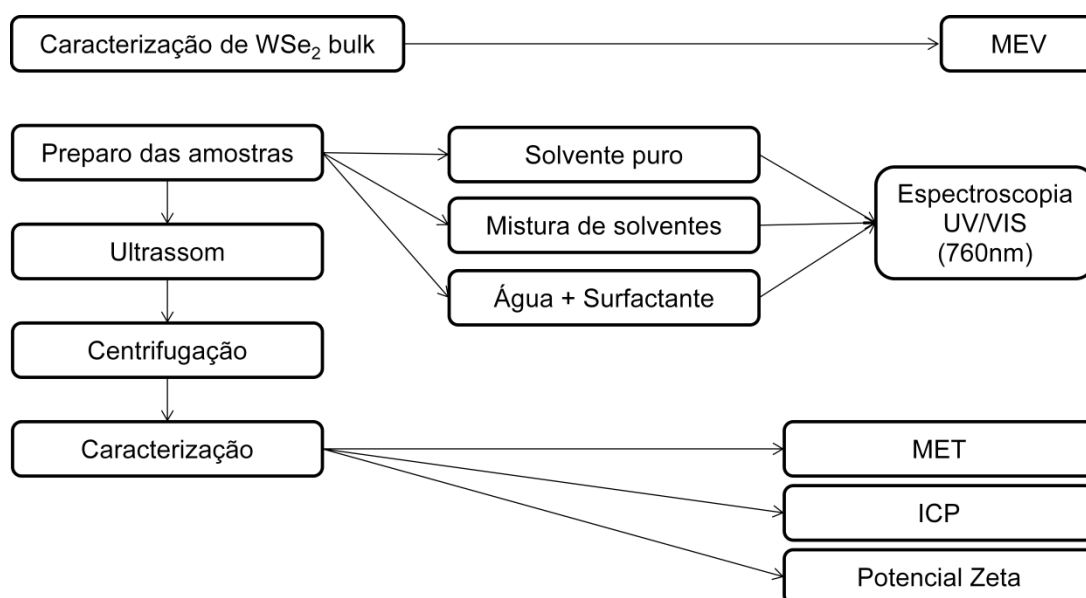 Caracterização de WSe₂ bulk
MEV
Preparo das amostras
Solvente puro
Espectroscopia
UV/VIS
(760nm)
Mistura de solventes
Ultrassom
Água + Surfactante
Centrifugação
Caracterização
MET
ICP
Potencial Zeta